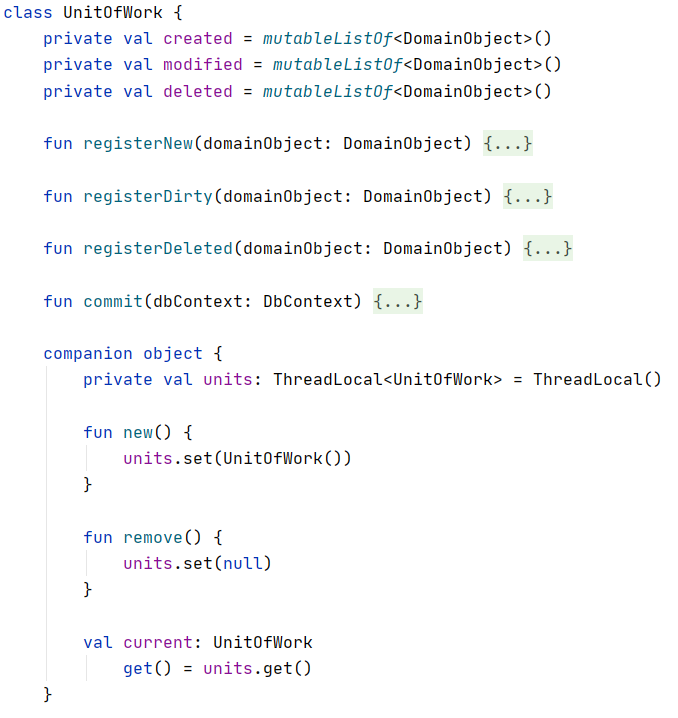 class UnitOfWork {
    private val created = mutableListOf<DomainObject>()
    private val modified = mutableListOf<DomainObject>()
    private val deleted = mutableListOf<DomainObject>()

    fun registerNew(domainObject: DomainObject) {...}

    fun registerDirty(domainObject: DomainObject) {...}

    fun registerDeleted(domainObject: DomainObject) {...}

    fun commit(dbContext: DbContext) {...}

    companion object {
        private val units: ThreadLocal<UnitOfWork> = ThreadLocal()

        fun new() {
            units.set(UnitOfWork())
        }

        fun remove() {
            units.set(null)
        }

        val current: UnitOfWork
            get() = units.get()
    }